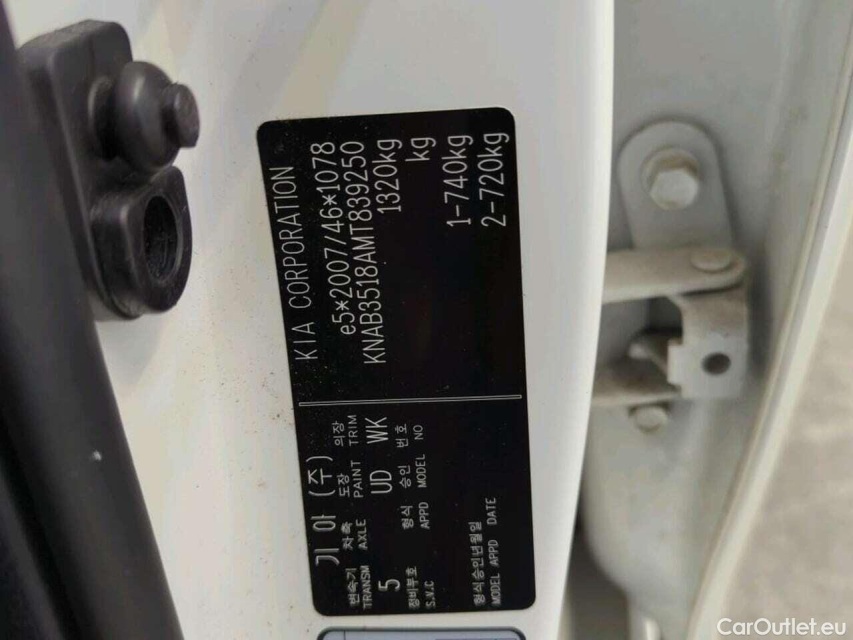 KIA CORPORATION
e5*2007/46*1078
KNAB3518AMT839250
1320kg
kg
1-740kg
2-720kg
기아 (주)
변속기 차축 도장 의장
TRANSM AXLE PAINT TRIM
5 UD WK
정비부호 형식 승인 번호
S.V.C APPD MODEL NO
형식승인년월일
MODEL APPD DATE
CarOutlet.eu